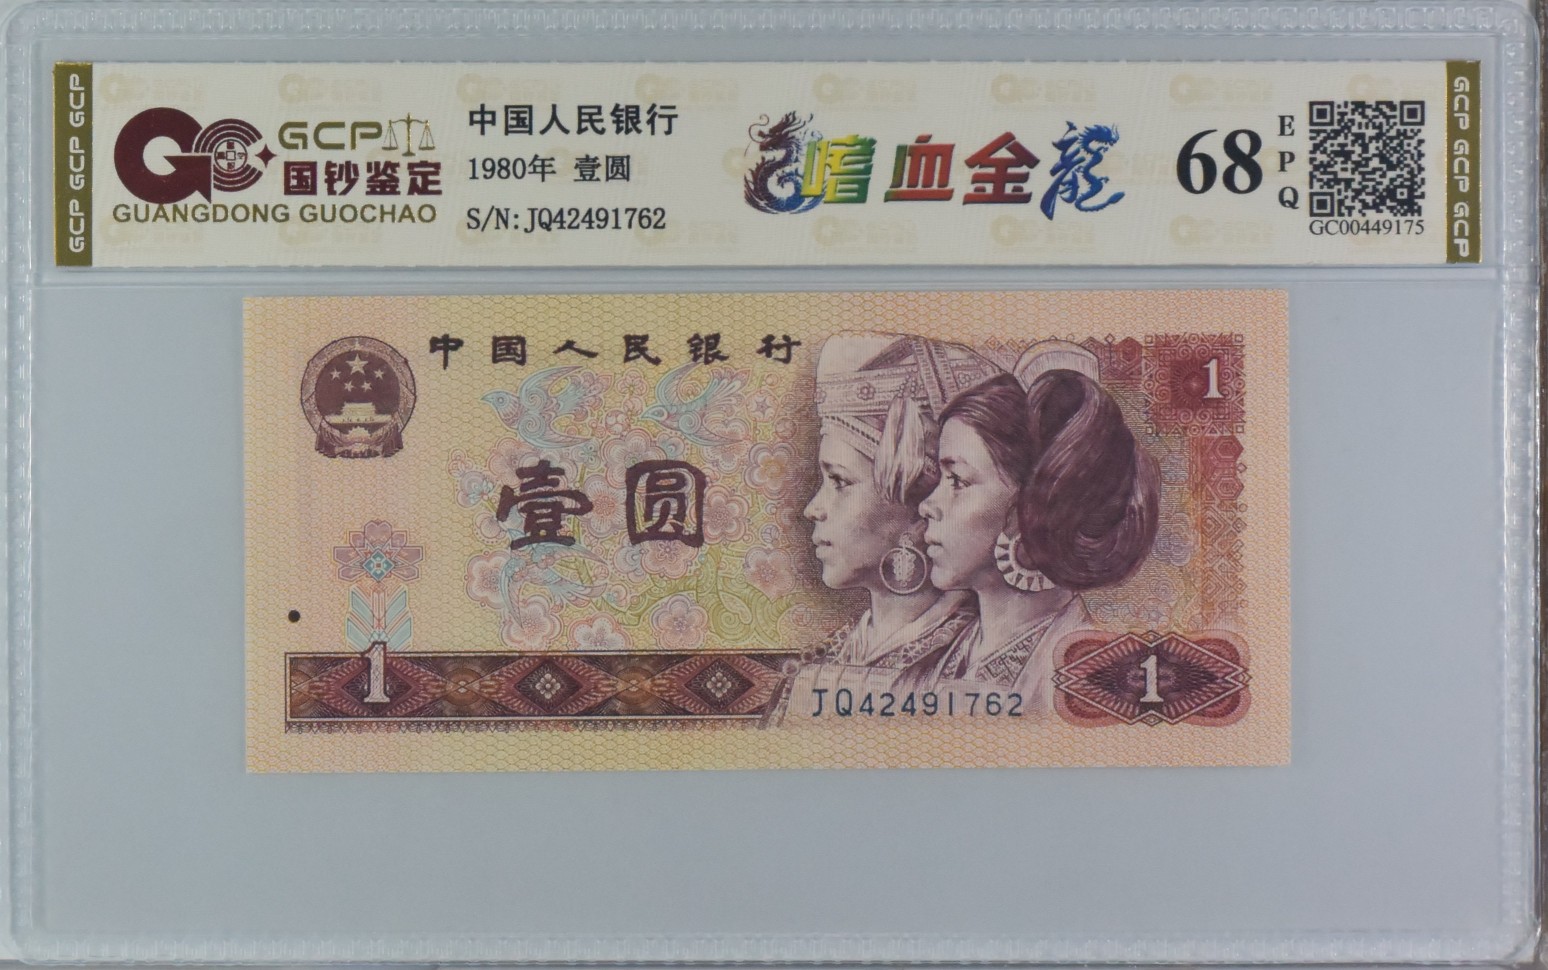 GCP GCP GCP
GCP
国钞鉴定
GUANGDONG GUOCHAO
中国人民银行
1980年 壹圆
S/N: JQ42491762
嗜血金龍
68
EPQ
GC00449175
GCP GCP GCP
中国人民银行
1
壹圆
1
JQ42491762
1